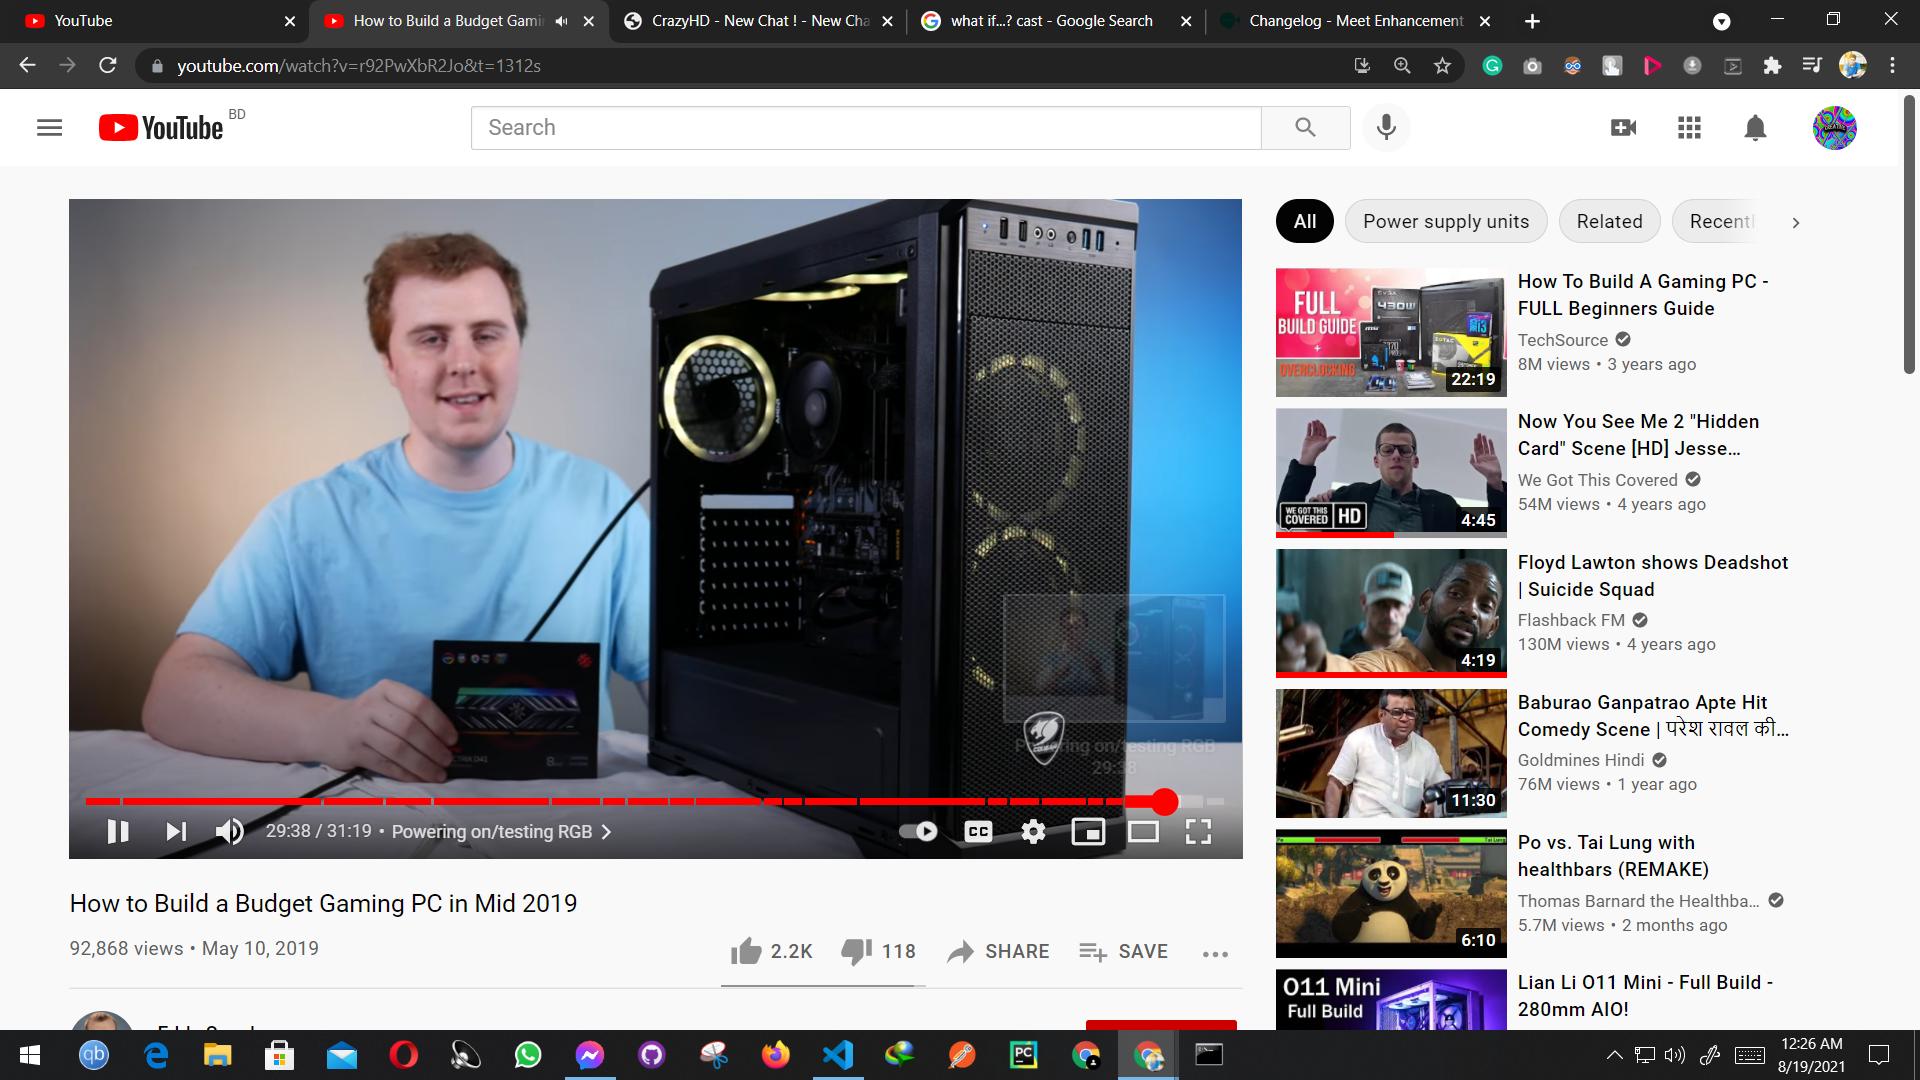 YouTube
How to Build a Budget Gamin
CrazyHD - New Chat ! - New Cha
what if...? cast - Google Search
Changelog - Meet Enhancement
youtube.com/watch?v=r92PwXbR2Jo&t=1312s
YouTube BD
Search
All
Power supply units
Related
Recentl
How To Build A Gaming PC -
FULL Beginners Guide
TechSource
8M views • 3 years ago
FULL
BUILD GUIDE
+
OVERCLOCKING
430W
22:19
Now You See Me 2 "Hidden
Card" Scene [HD] Jesse...
We Got This Covered
54M views • 4 years ago
WE GOT THIS
COVERED HD
4:45
Floyd Lawton shows Deadshot
| Suicide Squad
Flashback FM
130M views • 4 years ago
4:19
Baburao Ganpatrao Apte Hit
Comedy Scene | परेश रावल की...
Goldmines Hindi
76M views • 1 year ago
11:30
Po vs. Tai Lung with
healthbars (REMAKE)
Thomas Barnard the Healthba...
5.7M views • 2 months ago
6:10
Lian Li O11 Mini - Full Build -
280mm AIO!
O11 Mini
Full Build
Powering on/testing RGB
29:38
29:38 / 31:19 • Powering on/testing RGB
CC
How to Build a Budget Gaming PC in Mid 2019
92,868 views • May 10, 2019
2.2K
118
SHARE
SAVE
qb
PC
12:26 AM
8/19/2021